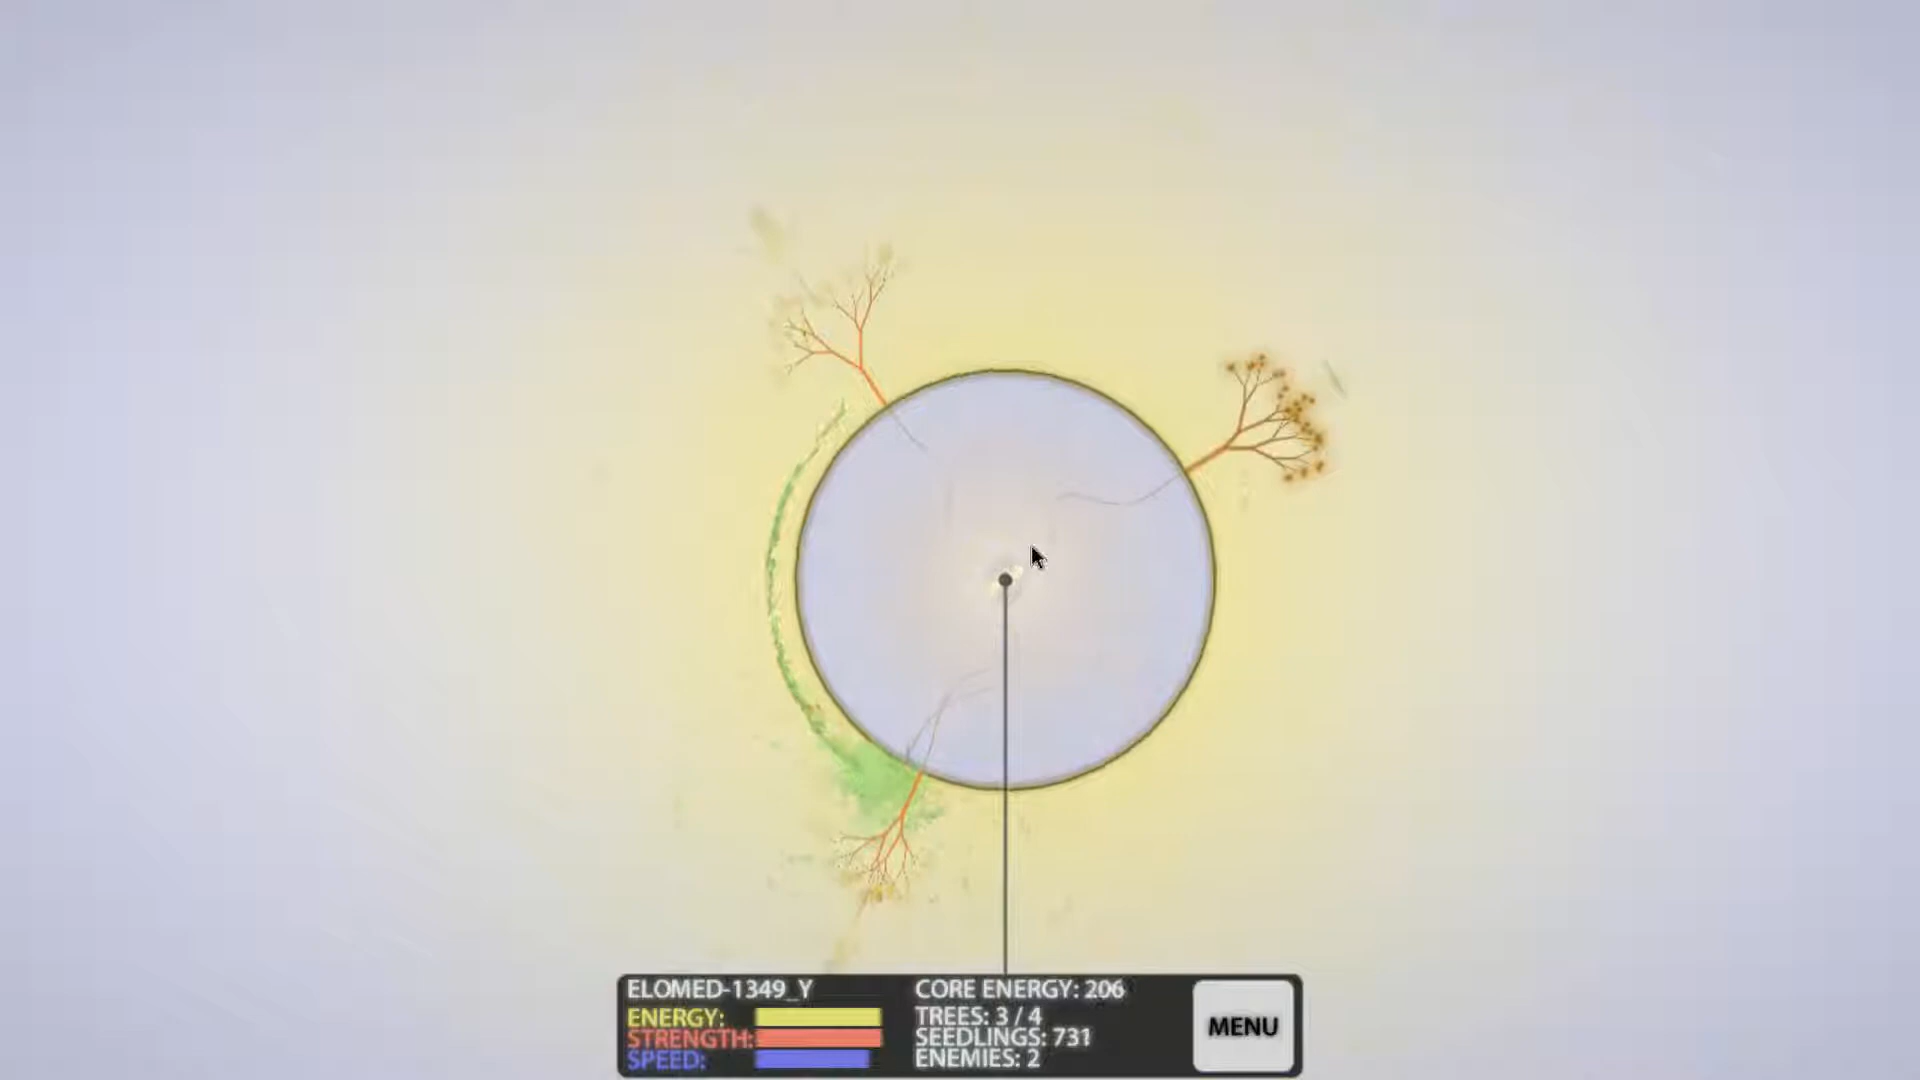 ELOMED-1349_Y
ENERGY:
STRENGTH:
SPEED:
CORE ENERGY: 206
TREES: 3 / 4
SEEDLINGS: 731
ENEMIES: 2
MENU